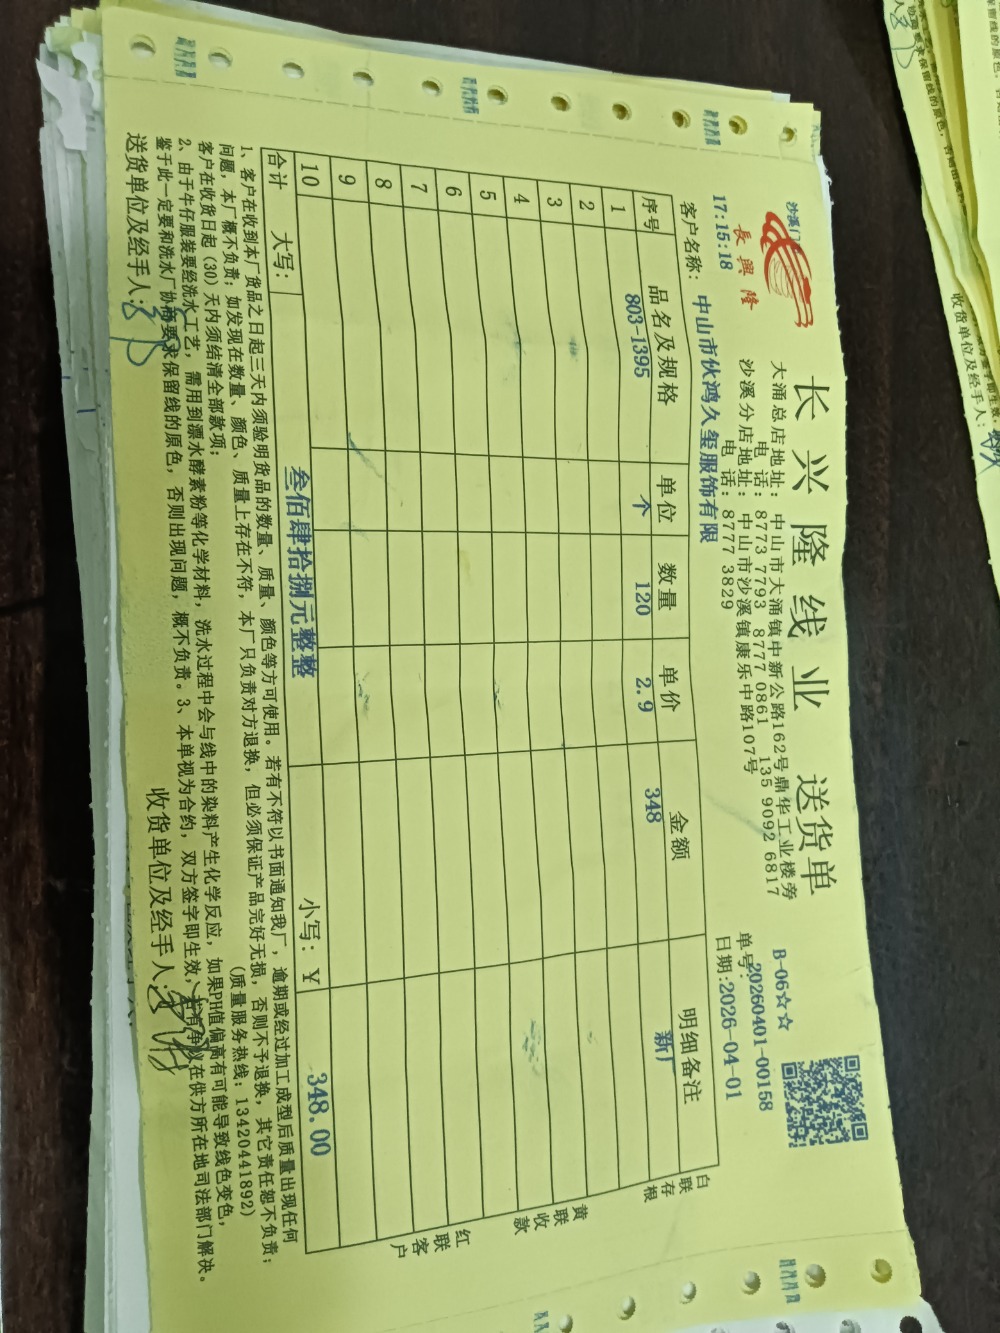 长兴隆线业 送货单
長興隆
沙溪门
17:15:18
大涌总店地址：中山市大涌镇中新公路162号鼎华工业楼旁
电 话：8773 7793 8777 0861 135 9092 6817
沙溪分店地址：中山市沙溪镇康乐中路107号
电 话：8777 3829
B-06☆☆
单号:20260401-00158
日期:2026-04-01
客户名称: 中山市伙鸿久玺服饰有限
序号 品名及规格 单位 数量 单价 金额 明细备注
1 803-1395 个 120 2.9 348 新厂
2
3
4
5
6
7
8
9
10
合计 大写: 叁佰肆拾捌元整整 小写: ¥ 348.00
白联存根
黄联收款
红联客户
1、客户在收到本厂货品之日起三天内须验明货品的数量、质量、颜色等方可使用。若有不符以书面通知我厂，逾期或经过加工成型后质量出现任何
问题，本厂概不负责；如发现在数量、颜色、质量上存在不符，本厂只负责对方退换，但必须保证产品完好无损，否则不予退换，其它责任恕不负责；
客户在收货日起（30）天内须结清全部款项； (质量服务热线：13420441892)
2、由于牛仔服装要经洗水工艺，需用到漂水酵素粉等化学材料，洗水过程中会与线中的染料产生化学反应，如果PH值偏高有可能导致线色变色，
鉴于此一定要和洗水厂协商要求保留线的原色，否则出现问题，概不负责。3、本单视为合约，双方签字即生效，若有争议在供方所在地司法部门解决。
送货单位及经手人: 收货单位及经手人:
收货单位及经手人: